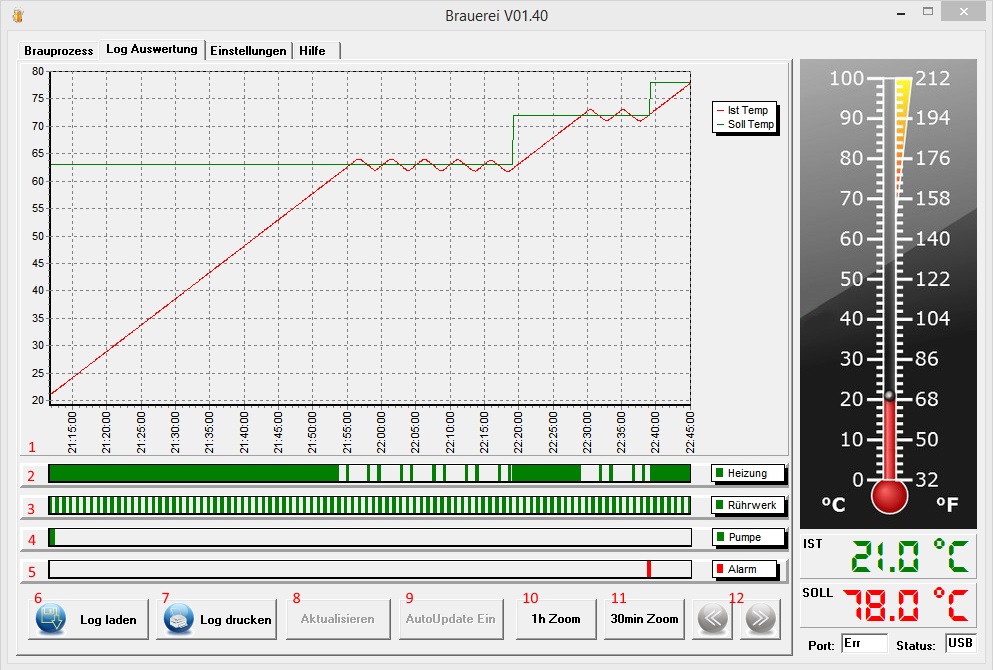 Brauerei V01.40
Brauprozess Log Auswertung Einstellungen Hilfe
80
75
70
65
60
55
50
45
40
35
30
25
20
Ist Temp
Soll Temp
21:15:00 21:20:00 21:25:00 21:30:00 21:35:00 21:40:00 21:45:00 21:50:00 21:55:00 22:00:00 22:05:00 22:10:00 22:15:00 22:20:00 22:25:00 22:30:00 22:35:00 22:40:00 22:45:00
1
2 Heizung
3 Rührwerk
4 Pumpe
5 Alarm
6 7 8 9 10 11 12
Log laden Log drucken Aktualisieren AutoUpdate Ein 1h Zoom 30min Zoom
100 212
90 194
80 176
70 158
60 140
50 122
40 104
30 86
20 68
10 50
0 32
ºC ºF
IST 21.0 °C
SOLL 78.0 °C
Port: Err Status: USB